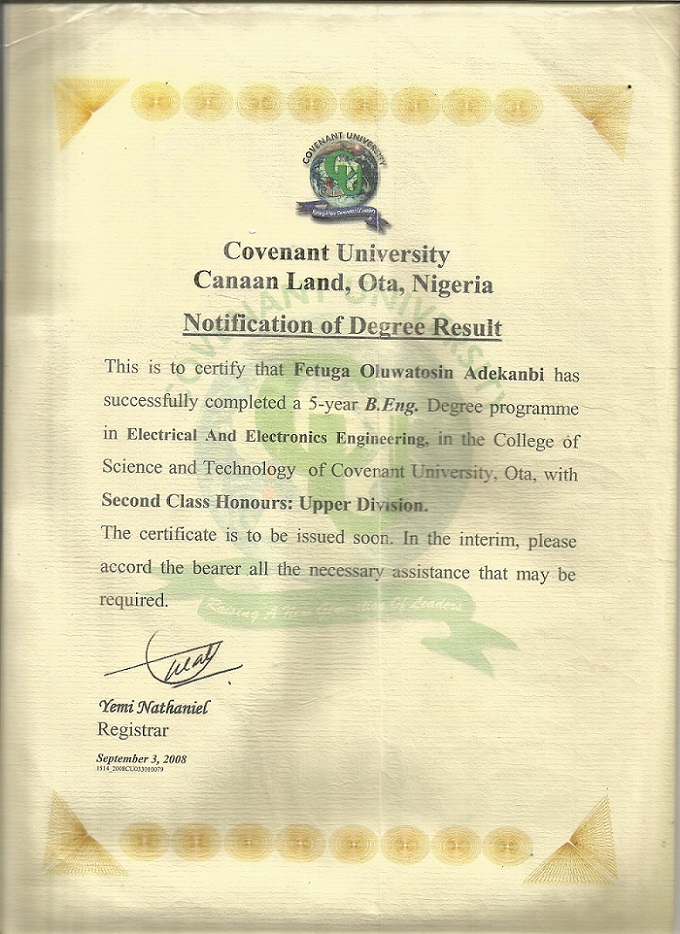 COVENANT UNIVERSITY
Raising A New Generation Of Leaders
Covenant University
Canaan Land, Ota, Nigeria
Notification of Degree Result
This is to certify that Fetuga Oluwatosin Adekanbi has
successfully completed a 5-year B.Eng. Degree programme
in Electrical And Electronics Engineering, in the College of
Science and Technology of Covenant University, Ota, with
Second Class Honours: Upper Division.
The certificate is to be issued soon. In the interim, please
accord the bearer all the necessary assistance that may be
required.
COVENANT UNIVERSITY
Raising A New Generation Of Leaders
Yemi Nathaniel
Registrar
September 3, 2008